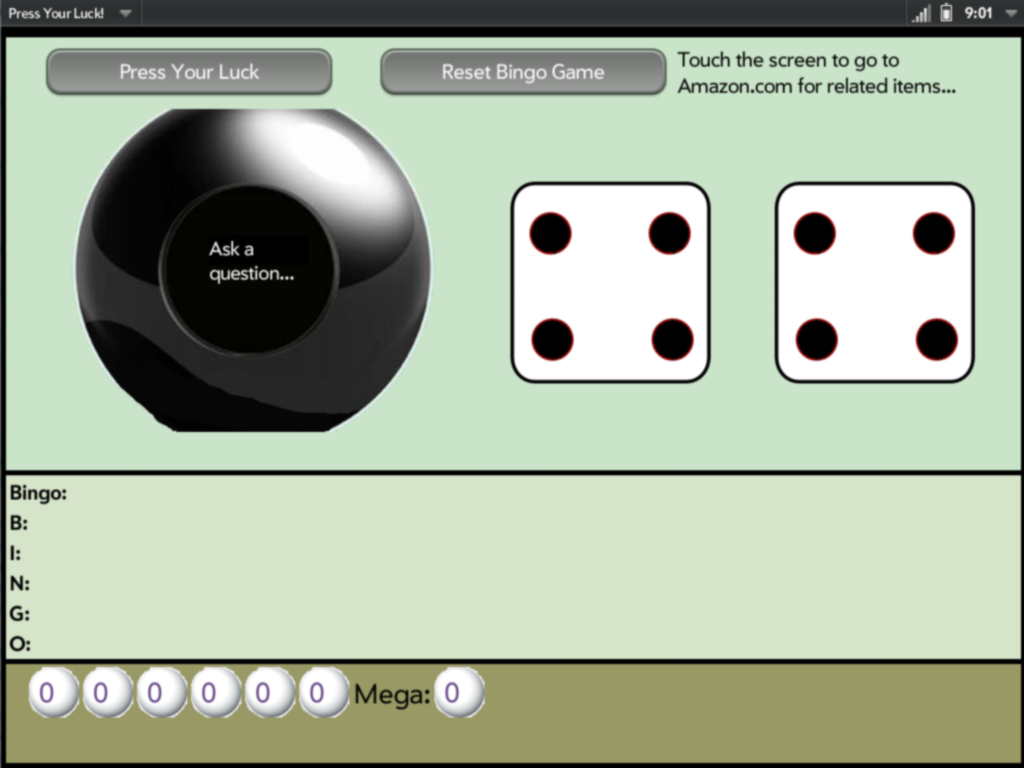 Press Your Luck!
9:01
Press Your Luck
Reset Bingo Game
Touch the screen to go to
Amazon.com for related items...
Ask a
question...
Bingo:
B:
I:
N:
G:
O:
0 0 0 0 0 0 Mega: 0